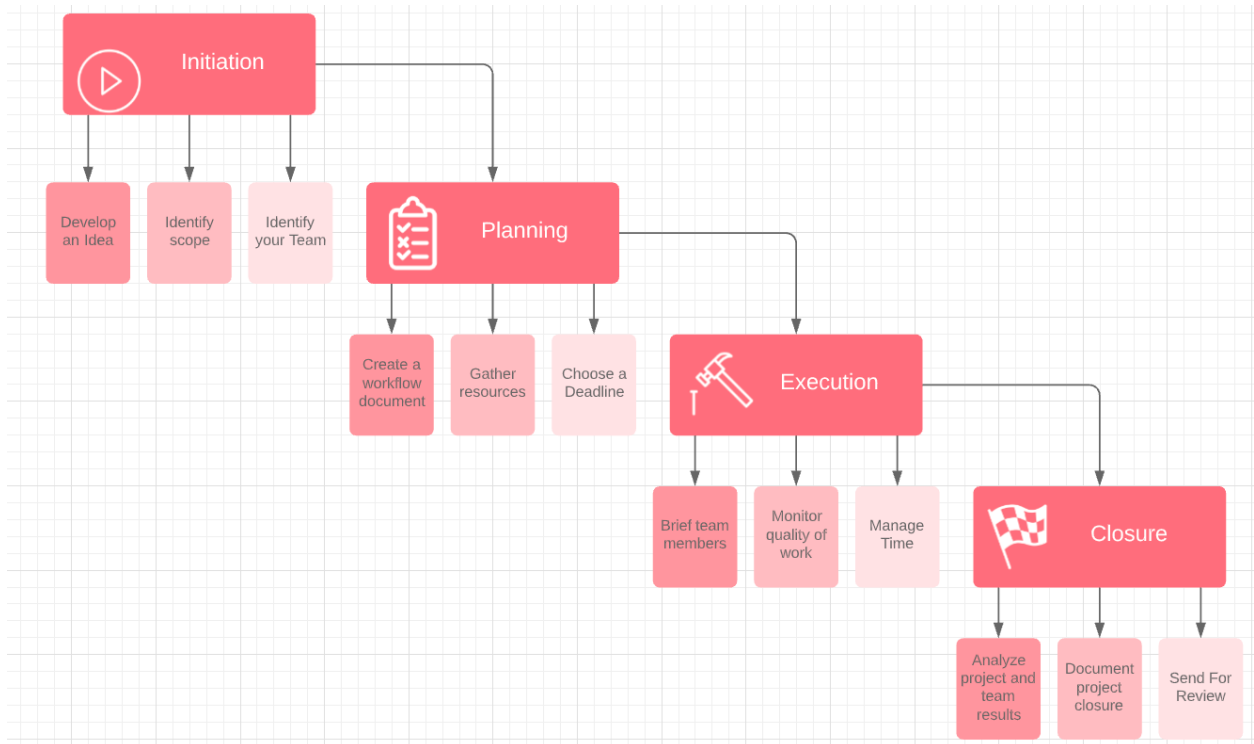 Initiation
Develop
an Idea
Identify
scope
Identify
your Team
Planning
Create a
workflow
document
Gather
resources
Choose a
Deadline
Execution
Brief team
members
Monitor
quality of
work
Manage
Time
Closure
Analyze
project and
team
results
Document
project
closure
Send For
Review